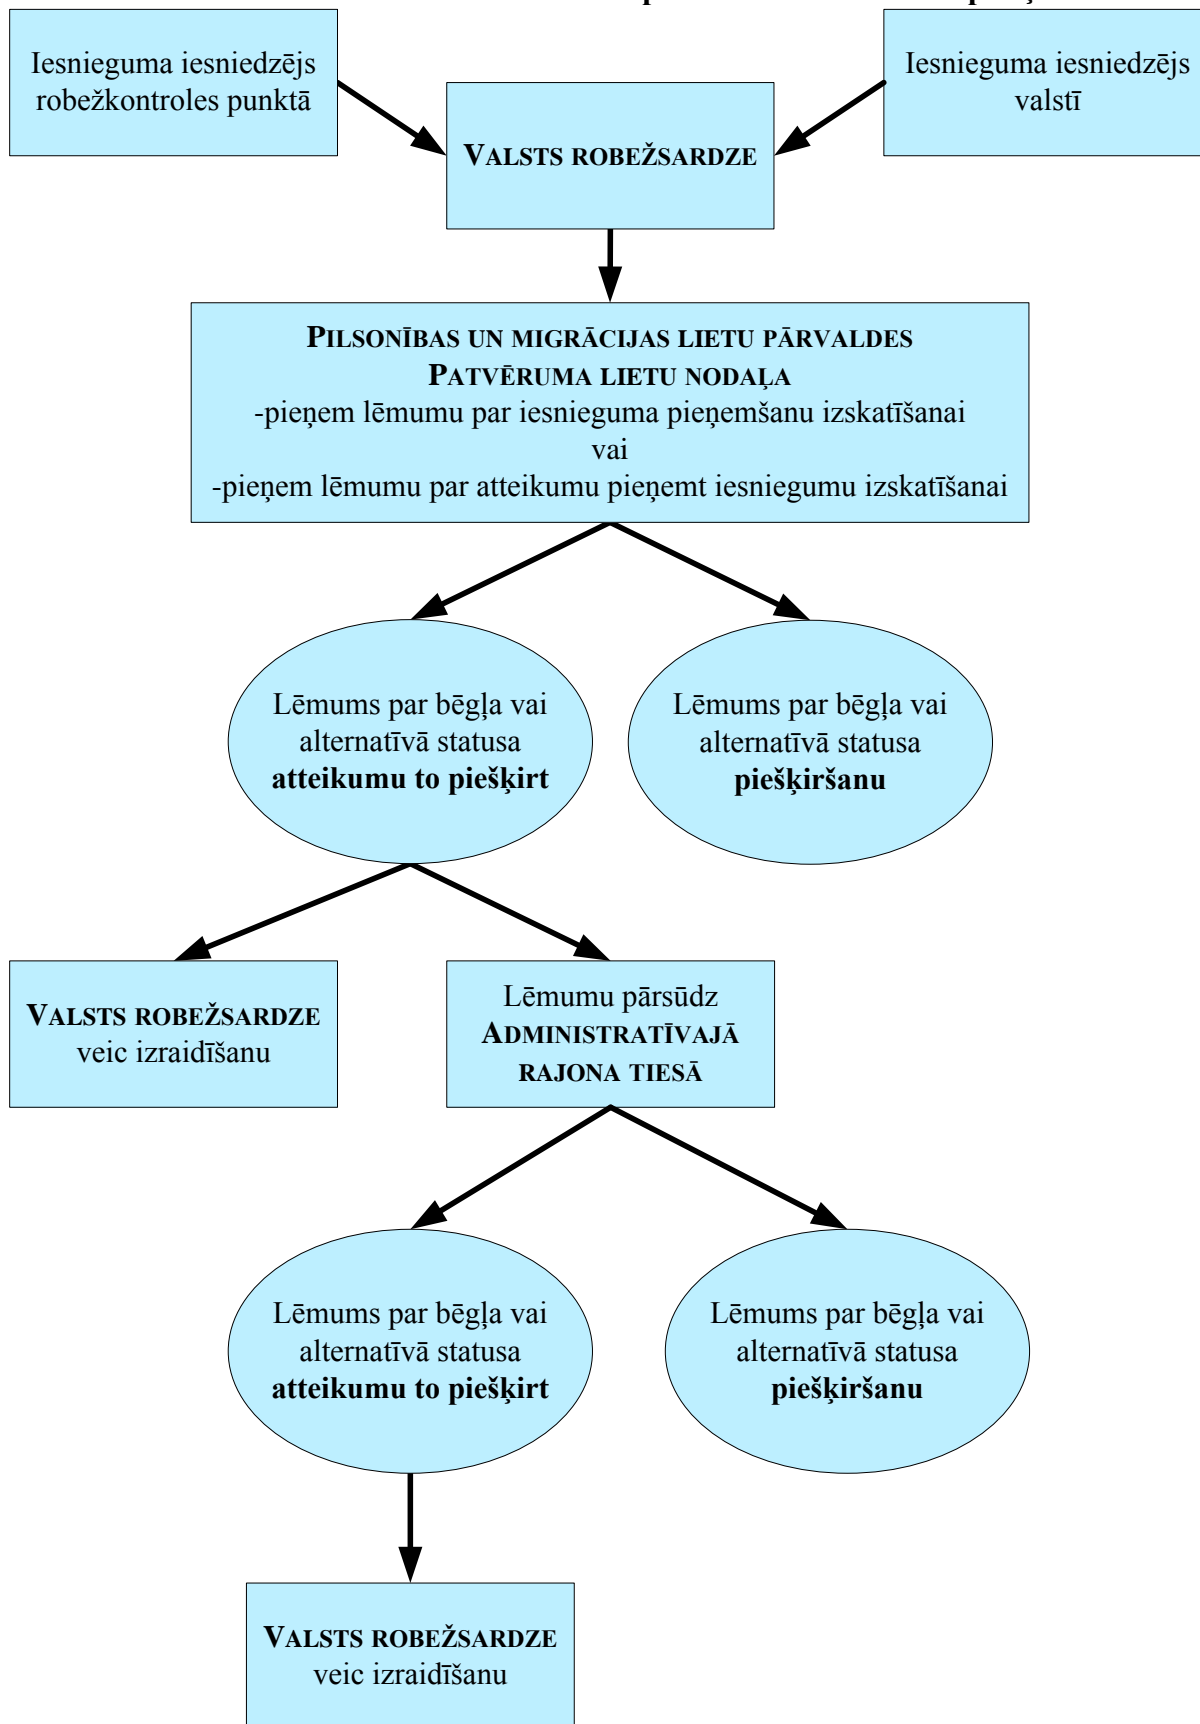 Iesnieguma iesniedzējs
robežkontroles punktā
Iesnieguma iesniedzējs
valstī
VALSTS ROBEŽSARDZE
PILSONĪBAS UN MIGRĀCIJAS LIETU PĀRVALDES
PATVĒRUMA LIETU NODAĻA
-pieņem lēmumu par iesnieguma pieņemšanu izskatīšanai
vai
-pieņem lēmumu par atteikumu pieņemt iesniegumu izskatīšanai
Lēmums par bēgļa vai
alternatīvā statusa
atteikumu to piešķirt
Lēmums par bēgļa vai
alternatīvā statusa
piešķiršanu
VALSTS ROBEŽSARDZE
veic izraidīšanu
Lēmumu pārsūdz
ADMINISTRATĪVAJĀ
RAJONA TIESĀ
Lēmums par bēgļa vai
alternatīvā statusa
atteikumu to piešķirt
Lēmums par bēgļa vai
alternatīvā statusa
piešķiršanu
VALSTS ROBEŽSARDZE
veic izraidīšanu